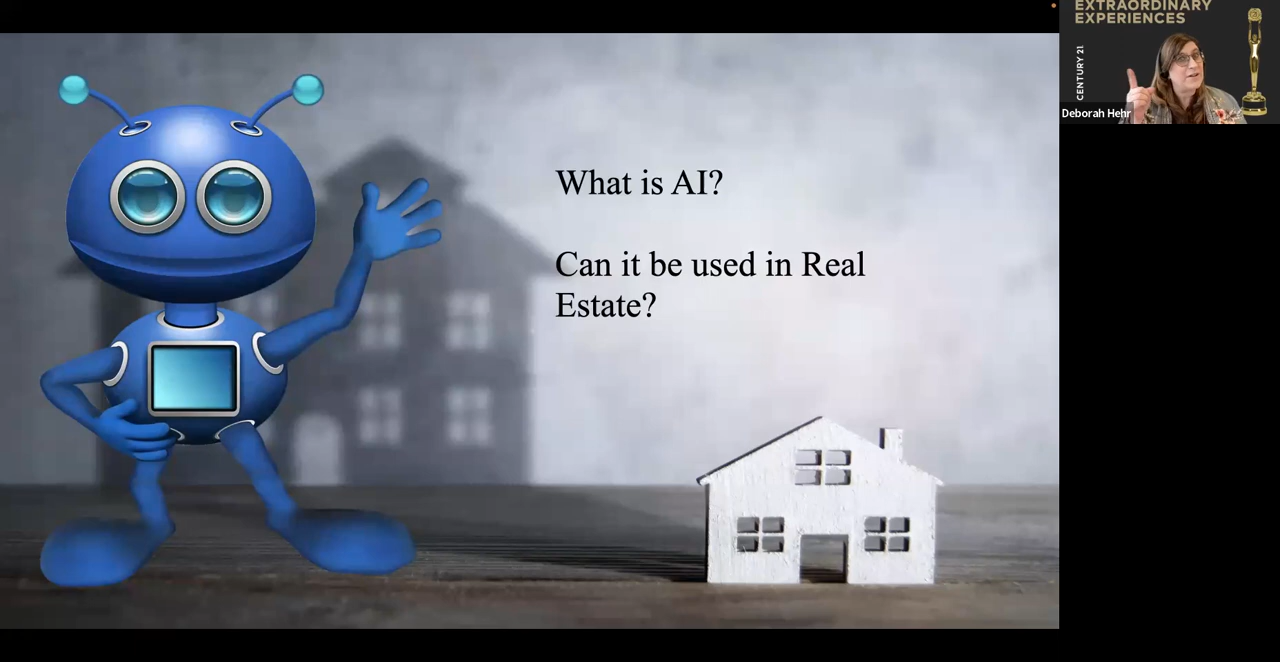 What is AI?
Can it be used in Real
Estate?
EXTRAORDINARY
EXPERIENCES
CENTURY 21
Deborah Hehr